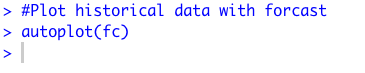 > #Plot historical data with forcast
> autoplot(fc)
>